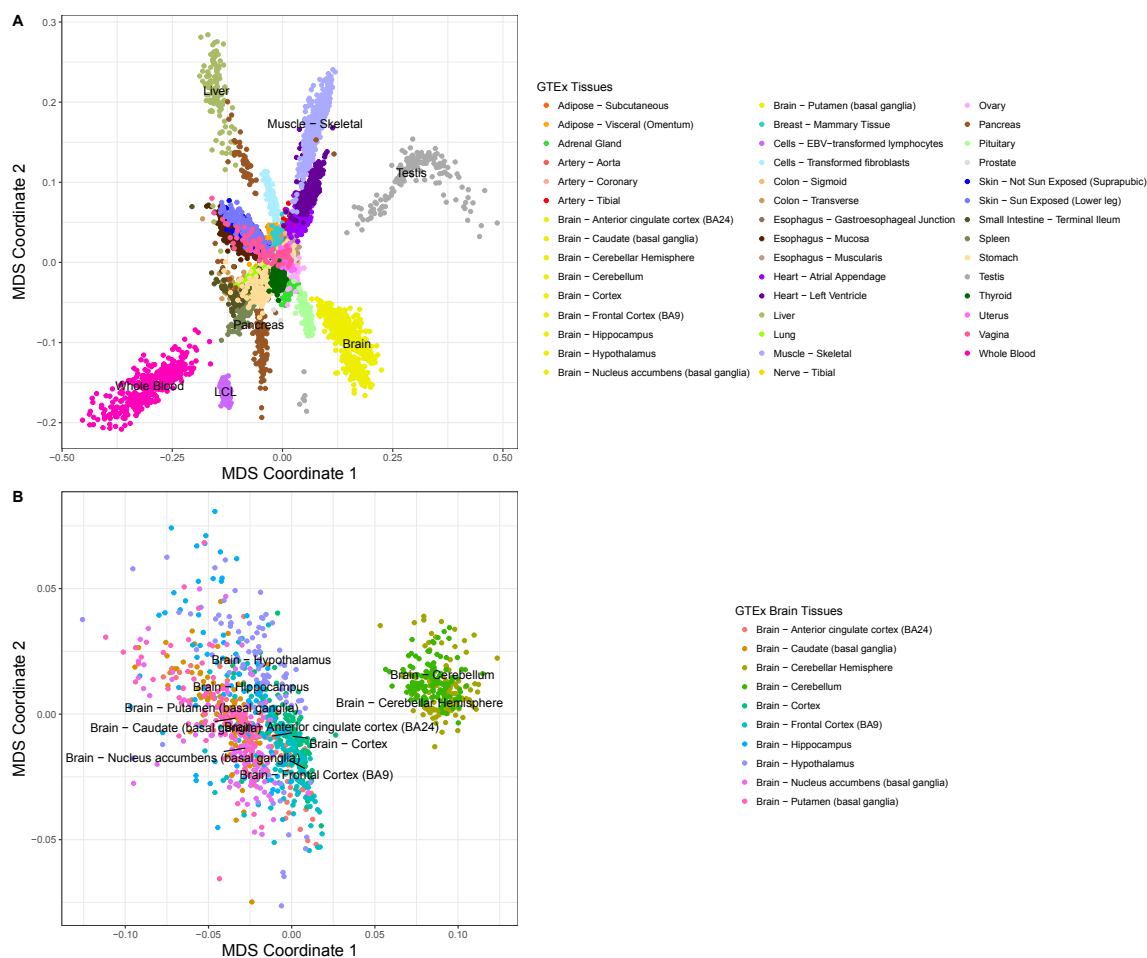 A
0.3
0.2
0.1
0.0
−0.1
−0.2
MDS Coordinate 2
−0.50
−0.25
0.00
0.25
0.50
MDS Coordinate 1
Liver
Muscle − Skeletal
Testis
Pancreas
Brain
Whole Blood
LCL
GTEx Tissues
Adipose − Subcutaneous
Adipose − Visceral (Omentum)
Adrenal Gland
Artery − Aorta
Artery − Coronary
Artery − Tibial
Brain − Anterior cingulate cortex (BA24)
Brain − Caudate (basal ganglia)
Brain − Cerebellar Hemisphere
Brain − Cerebellum
Brain − Cortex
Brain − Frontal Cortex (BA9)
Brain − Hippocampus
Brain − Hypothalamus
Brain − Nucleus accumbens (basal ganglia)
Brain − Putamen (basal ganglia)
Breast − Mammary Tissue
Cells − EBV−transformed lymphocytes
Cells − Transformed fibroblasts
Colon − Sigmoid
Colon − Transverse
Esophagus − Gastroesophageal Junction
Esophagus − Mucosa
Esophagus − Muscularis
Heart − Atrial Appendage
Heart − Left Ventricle
Liver
Lung
Muscle − Skeletal
Nerve − Tibial
Ovary
Pancreas
Pituitary
Prostate
Skin − Not Sun Exposed (Suprapubic)
Skin − Sun Exposed (Lower leg)
Small Intestine − Terminal Ileum
Spleen
Stomach
Testis
Thyroid
Uterus
Vagina
Whole Blood
B
0.05
0.00
−0.05
MDS Coordinate 2
−0.10
−0.05
0.00
0.05
0.10
MDS Coordinate 1
Brain − Hypothalamus
Brain − Hippocampus
Brain − Putamen (basal ganglia)
Brain − Caudate (basal ganglia)
Brain − Anterior cingulate cortex (BA24)
Brain − Cortex
Brain − Nucleus accumbens (basal ganglia)
Brain − Frontal Cortex (BA9)
Brain − Cerebellum
Brain − Cerebellar Hemisphere
GTEx Brain Tissues
Brain − Anterior cingulate cortex (BA24)
Brain − Caudate (basal ganglia)
Brain − Cerebellar Hemisphere
Brain − Cerebellum
Brain − Cortex
Brain − Frontal Cortex (BA9)
Brain − Hippocampus
Brain − Hypothalamus
Brain − Nucleus accumbens (basal ganglia)
Brain − Putamen (basal ganglia)